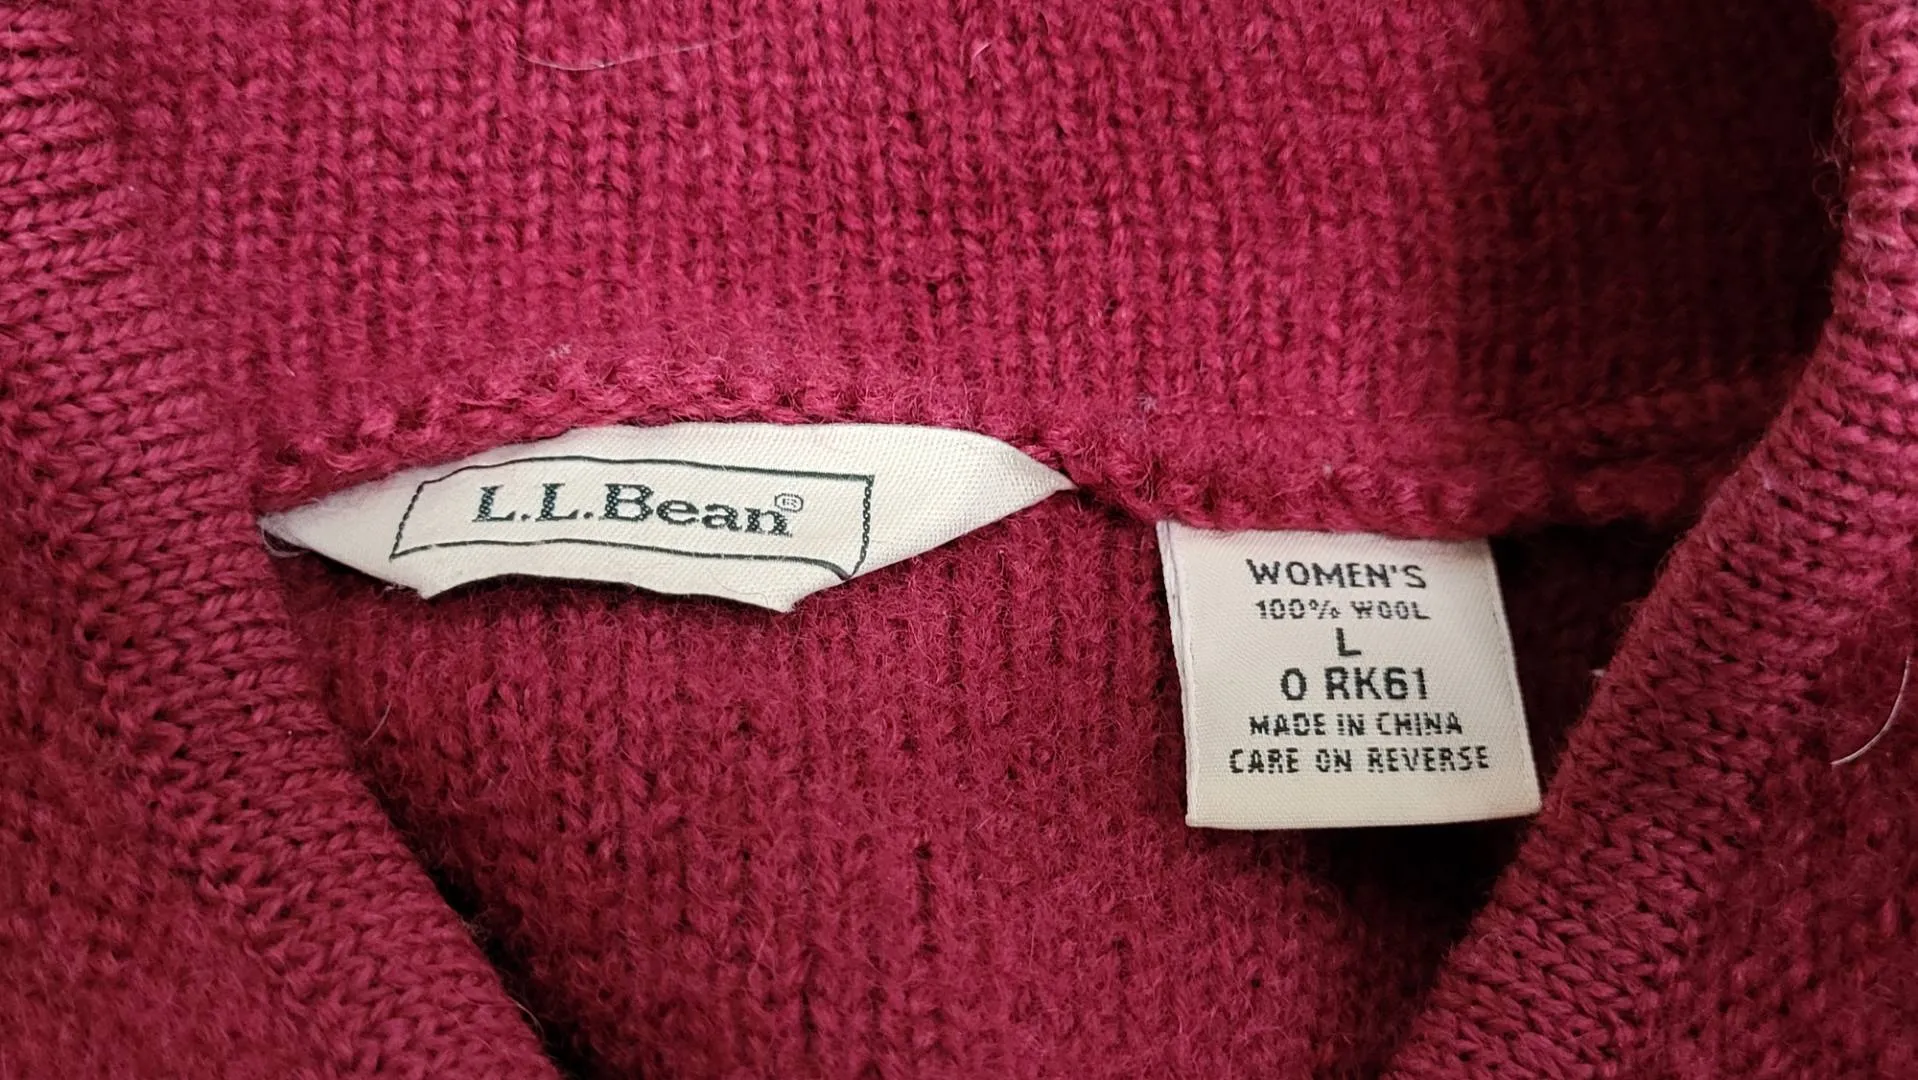 L.L.Bean®
WOMEN'S
100% WOOL
L
0 RK61
MADE IN CHINA
CARE ON REVERSE